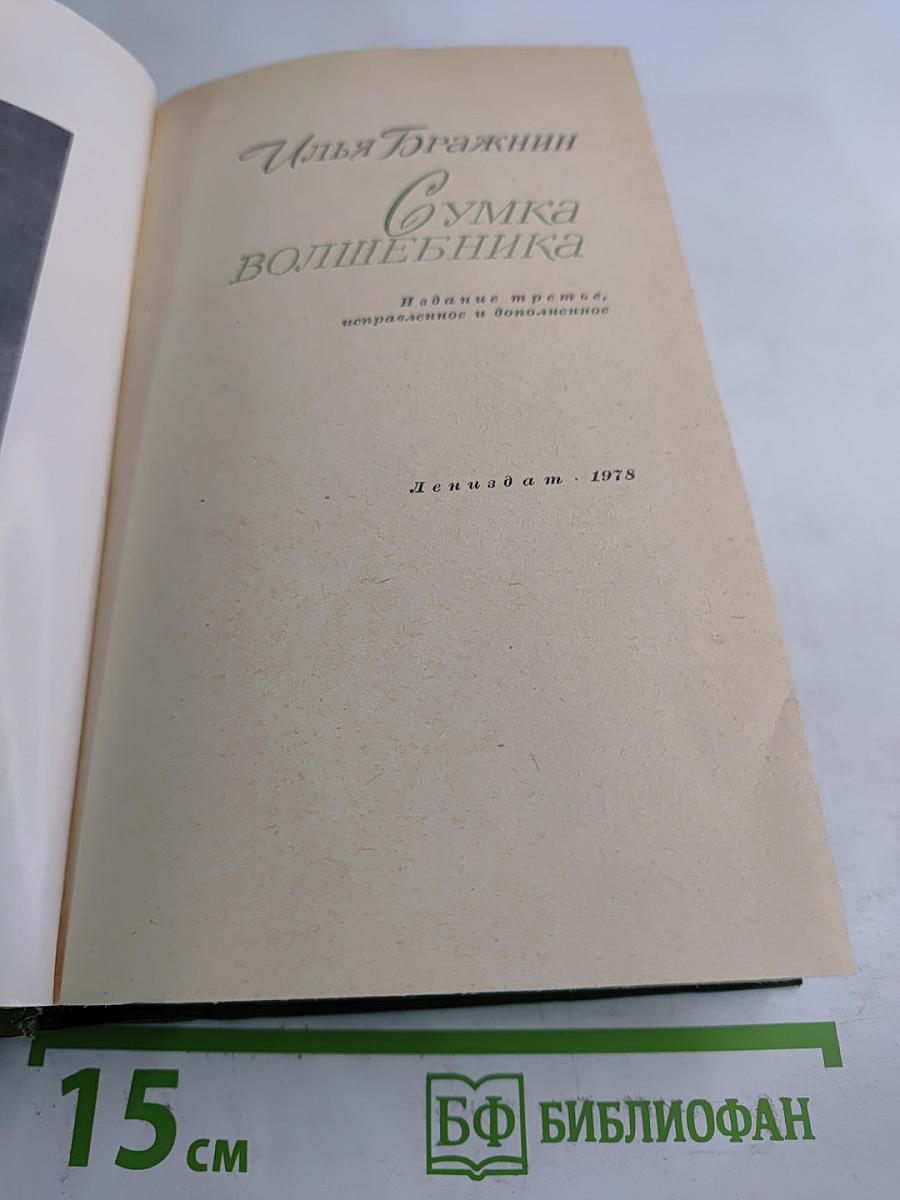 Илья Бражнин
Сумка
волшебника
Издание третье,
исправленное и дополненное
Лениздат · 1978
15 см
БФ БИБЛИОФАН